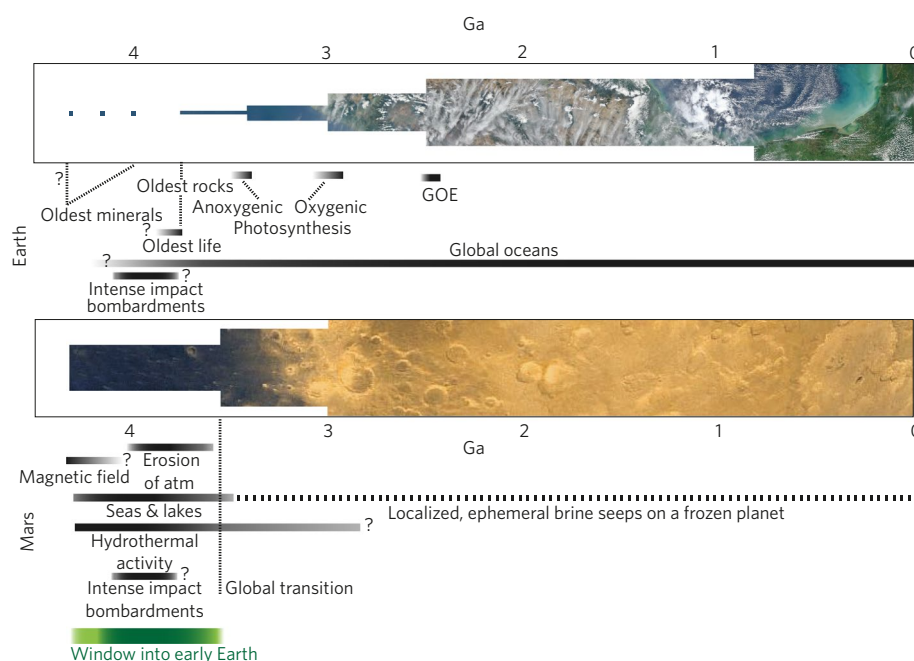 Ga
4 3 2 1 0
?
Oldest rocks
Oldest minerals
Anoxygenic Oxygenic
Photosynthesis
GOE
?
Oldest life
Global oceans
?
?
Intense impact
bombardments
Earth
4 3 2 1 0
Ga
?
Magnetic field
Erosion
of atm
Seas & lakes
Localized, ephemeral brine seeps on a frozen planet
?
Hydrothermal
activity
?
Intense impact
bombardments
Global transition
Mars
Window into early Earth